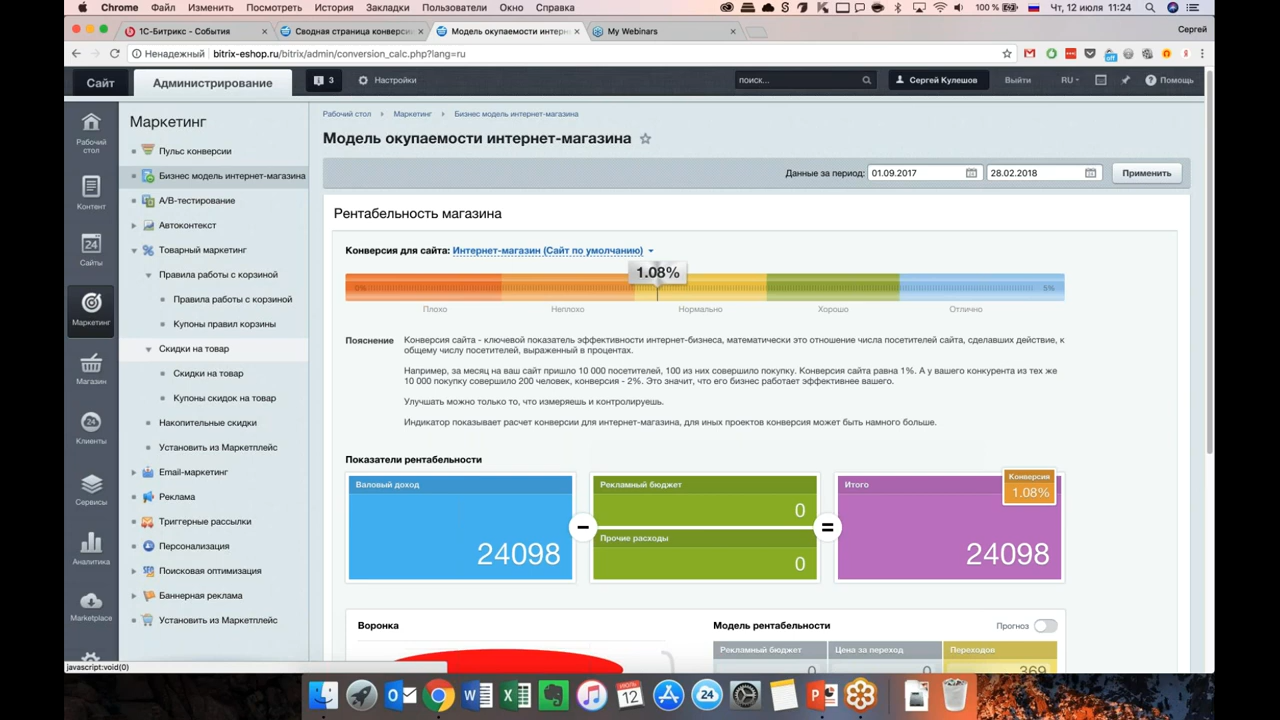 Chrome Файл Изменить Посмотреть История Закладки Пользователи Окно Справка 100 % Чт, 12 июля 11:24
1С-Битрикс - События × Сводная страница конверсии × Модель окупаемости интерн × My Webinars × Сергей
Ненадежный bitrix-eshop.ru/bitrix/admin/conversion_calc.php?lang=ru
Сайт Администрирование 3 Настройки поиск... Сергей Кулешов Выйти RU Помощь
Рабочий стол
Контент
Сайты
Маркетинг
Магазин
Клиенты
Сервисы
Аналитика
Marketplace
Маркетинг
Пульс конверсии
Бизнес модель интернет-магазина
A/B-тестирование
Автоконтекст
Товарный маркетинг
Правила работы с корзиной
Правила работы с корзиной
Купоны правил корзины
Скидки на товар
Скидки на товар
Купоны скидок на товар
Накопительные скидки
Установить из Маркетплейс
Email-маркетинг
Реклама
Триггерные рассылки
Персонализация
Поисковая оптимизация
Баннерная реклама
Установить из Маркетплейс
javascript:void(0)
Рабочий стол Маркетинг Бизнес модель интернет-магазина
Модель окупаемости интернет-магазина
Данные за период: 01.09.2017 28.02.2018 Применить
Рентабельность магазина
Конверсия для сайта: Интернет-магазин (Сайт по умолчанию)
1.08%
0% 5%
Плохо Неплохо Нормально Хорошо Отлично
Пояснение
Конверсия сайта - ключевой показатель эффективности интернет-бизнеса, математически это отношение числа посетителей сайта, сделавших действие, к
общему числу посетителей, выраженный в процентах.
Например, за месяц на ваш сайт пришло 10 000 посетителей, 100 из них совершило покупку. Конверсия сайта равна 1%. А у вашего конкурента из тех же
10 000 покупку совершило 200 человек, конверсия - 2%. Это значит, что его бизнес работает эффективнее вашего.
Улучшать можно только то, что измеряешь и контролируешь.
Индикатор показывает расчет конверсии для интернет-магазина, для иных проектов конверсия может быть намного больше.
Показатели рентабельности
Валовый доход
24098
−
Рекламный бюджет
0
Прочие расходы
0
=
Итого
Конверсия
1.08%
24098
Воронка
Модель рентабельности Прогноз
Рекламный бюджет Цена за переход Переходов
0 0 369
ИЮЛЬ
12
24